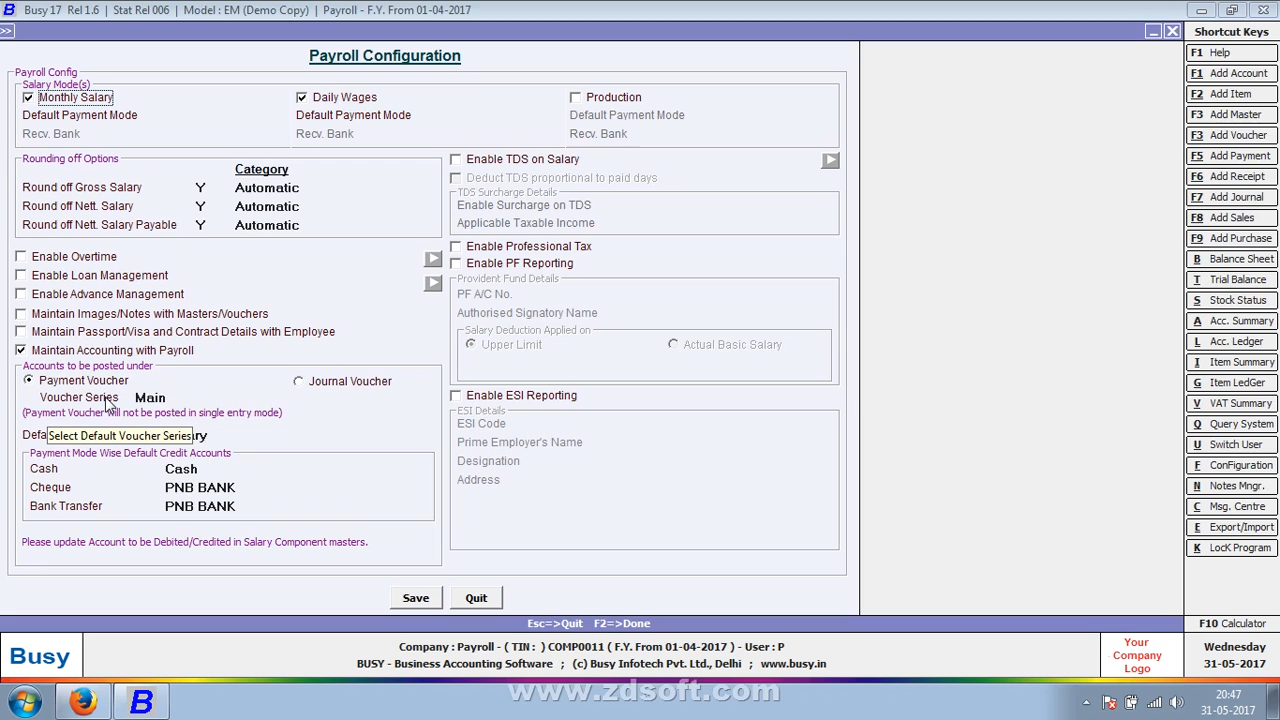 Busy 17 Rel 1.6 | Stat Rel 006 | Model : EM (Demo Copy) | Payroll - F.Y. From 01-04-2017
>>
Payroll Configuration
Payroll Config
Salary Mode(s)
Monthly Salary
Default Payment Mode
Recv. Bank
Daily Wages
Default Payment Mode
Recv. Bank
Production
Default Payment Mode
Recv. Bank
Rounding off Options
Category
Round off Gross Salary Y Automatic
Round off Nett. Salary Y Automatic
Round off Nett. Salary Payable Y Automatic
Enable Overtime
Enable Loan Management
Enable Advance Management
Maintain Images/Notes with Masters/Vouchers
Maintain Passport/Visa and Contract Details with Employee
Maintain Accounting with Payroll
Accounts to be posted under
Payment Voucher Journal Voucher
Voucher Series Main
(Payment Voucher will not be posted in single entry mode)
Select Default Voucher Series
Payment Mode Wise Default Credit Accounts
Cash Cash
Cheque PNB BANK
Bank Transfer PNB BANK
Please update Account to be Debited/Credited in Salary Component masters.
Enable TDS on Salary
Deduct TDS proportional to paid days
TDS Surcharge Details
Enable Surcharge on TDS
Applicable Taxable Income
Enable Professional Tax
Enable PF Reporting
Provident Fund Details
PF A/C No.
Authorised Signatory Name
Salary Deduction Applied on
Upper Limit Actual Basic Salary
Enable ESI Reporting
ESI Details
ESI Code
Prime Employer's Name
Designation
Address
Save Quit
Esc=>Quit F2=>Done
Shortcut Keys
F1 Help
F1 Add Account
F2 Add Item
F3 Add Master
F3 Add Voucher
F5 Add Payment
F6 Add Receipt
F7 Add Journal
F8 Add Sales
F9 Add Purchase
B Balance Sheet
T Trial Balance
S Stock Status
A Acc. Summary
L Acc. Ledger
I Item Summary
G Item LedGer
V VAT Summary
Q Query System
U Switch User
F ConFiguration
N Notes Mngr.
C Msg. Centre
E Export/Import
K LocK Program
F10 Calculator
Busy
Company : Payroll - ( TIN : ) COMP0011 ( F.Y. From 01-04-2017 ) - User : P
BUSY - Business Accounting Software ; (c) Busy Infotech Pvt. Ltd., Delhi ; www.busy.in
Your
Company
Logo
Wednesday
31-05-2017
www.zdsoft.com
B
20:47
31-05-2017